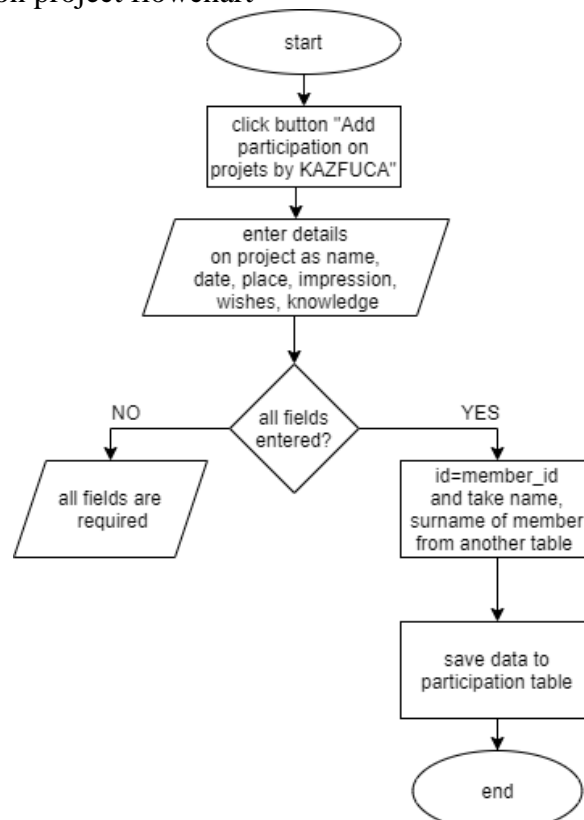 on project flowchart
start
click button "Add
participation on
projets by KAZFUCA"
enter details
on project as name,
date, place, impression,
wishes, knowledge
all fields
entered?
NO
YES
all fields are
required
id=member_id
and take name,
surname of member
from another table
save data to
participation table
end